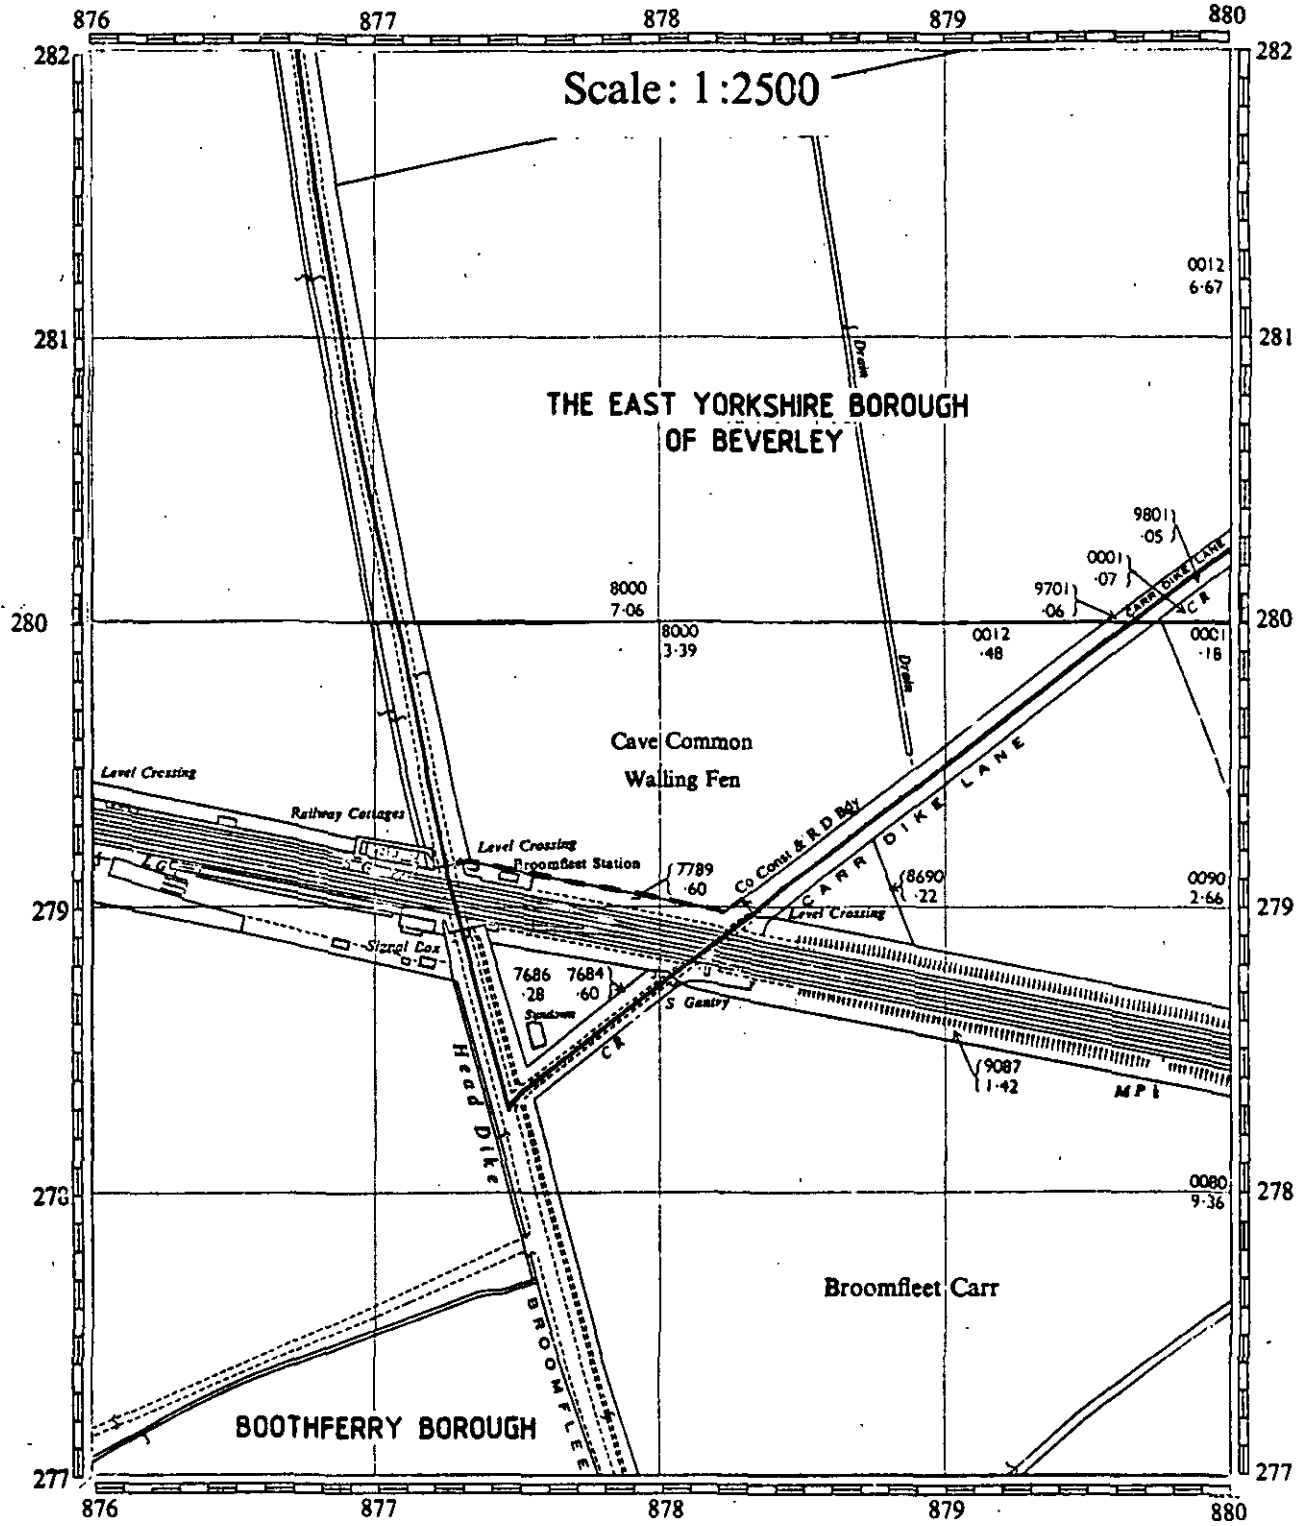 876 877 878 879 880
282 282
Scale: 1:2500
0012
6·67
281 281
Drain
THE EAST YORKSHIRE BOROUGH
OF BEVERLEY
9801
·05
0001
·07
CARR DIKE LANE
8000
7·06
9701
·06
CR
280 280
8000
3·39
0012
·48
0001
·18
Drain
Cave Common
Walling Fen
Level Crossing
Railway Cottages
Level Crossing
Broomfleet Station
7789
·60
Co Const & R D Bdy
CARR DIKE LANE
8690
·22
0090
2·66
279 279
Level Crossing
Signal Box
7686
·28
7684
·60
S Gantry
CR
Head Dike
9087
1·42
278 278
0080
9·36
Broomfleet Carr
BROOMFLEE
BOOTHFERRY BOROUGH
277 277
876 877 878 879 880